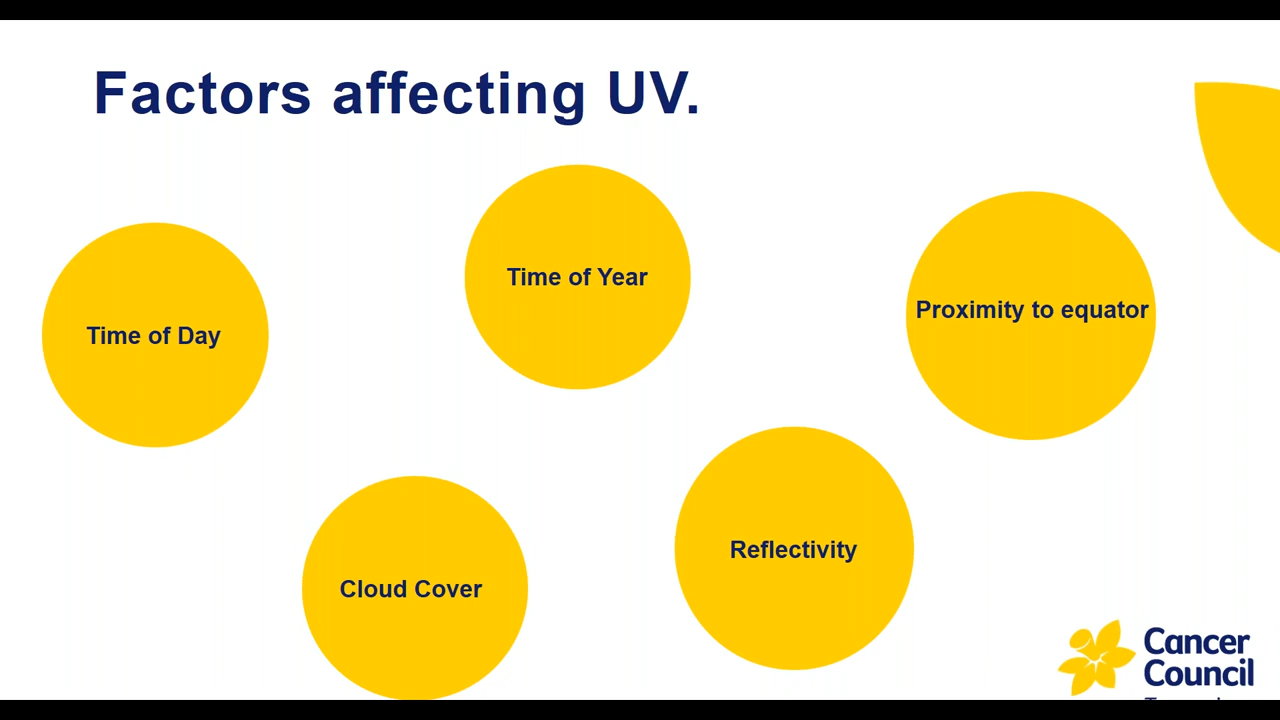 Factors affecting UV.
Time of Year
Proximity to equator
Time of Day
Reflectivity
Cloud Cover
Cancer
Council